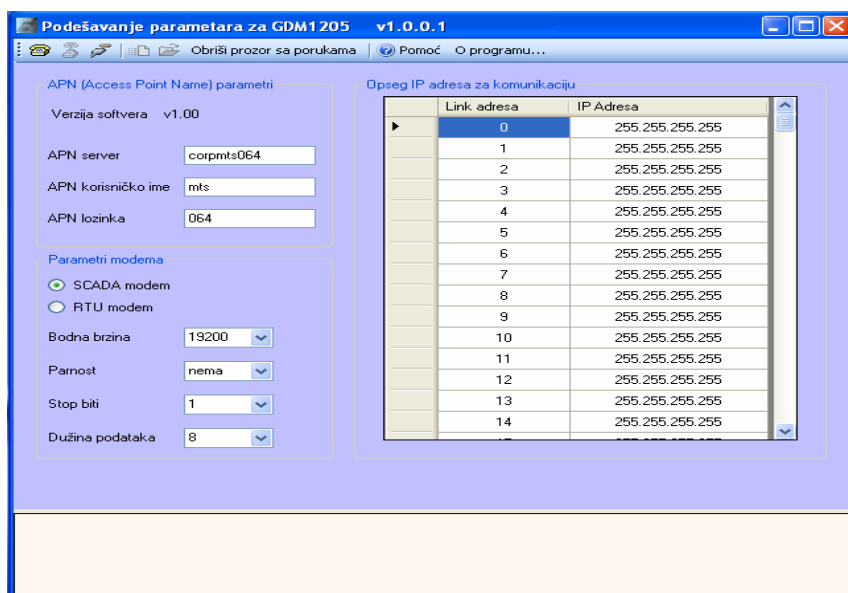 Podešavanje parametara za GDM1205 v1.0.0.1
Obriši prozor sa porukama Pomoć O programu...
APN (Access Point Name) parametri
Verzija softvera v1.00
APN server corpmts064
APN korisničko ime mts
APN lozinka 064
Parametri modema
SCADA modem
RTU modem
Bodna brzina 19200
Parnost nema
Stop biti 1
Dužina podataka 8
Opseg IP adresa za komunikaciju
Link adresa IP Adresa
0 255.255.255.255
1 255.255.255.255
2 255.255.255.255
3 255.255.255.255
4 255.255.255.255
5 255.255.255.255
6 255.255.255.255
7 255.255.255.255
8 255.255.255.255
9 255.255.255.255
10 255.255.255.255
11 255.255.255.255
12 255.255.255.255
13 255.255.255.255
14 255.255.255.255